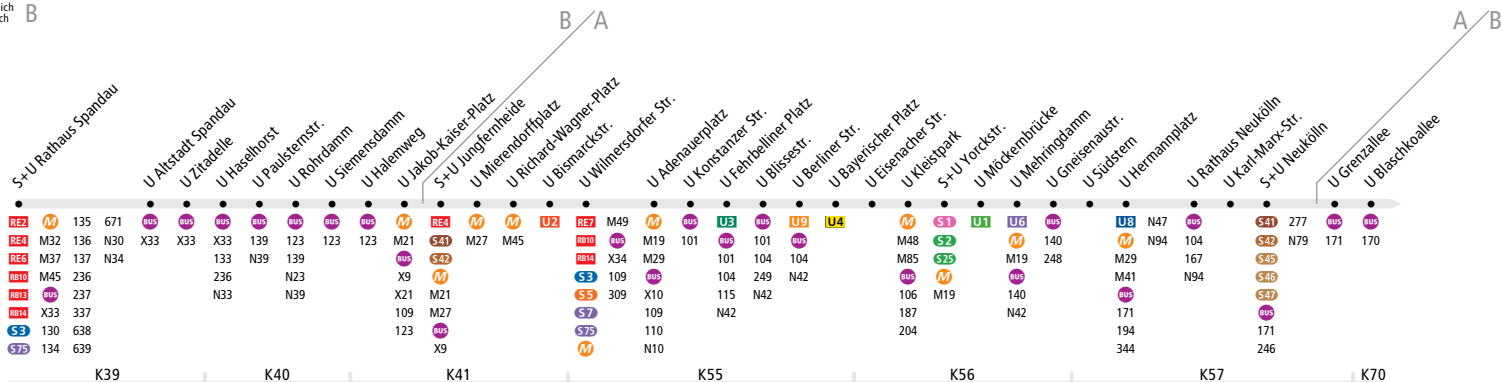 ich
ch
B
B
A
A
B
S+U Rathaus Spandau
U Altstadt Spandau
U Zitadelle
U Haselhorst
U Paulsternstr.
U Rohrdamm
U Siemensdamm
U Halemweg
U Jakob-Kaiser-Platz
S+U Jungfernheide
U Mierendorffplatz
U Richard-Wagner-Platz
U Bismarckstr.
U Wilmersdorfer Str.
U Adenauerplatz
U Konstanzer Str.
U Fehrbelliner Platz
U Blissestr.
U Berliner Str.
U Bayerischer Platz
U Eisenacher Str.
U Kleistpark
S+U Yorckstr.
U Möckernbrücke
U Mehringdamm
U Gneisenaustr.
U Südstern
U Hermannplatz
U Rathaus Neukölln
U Karl-Marx-Str.
S+U Neukölln
U Grenzallee
U Blaschkoallee
RE2 M 135 671 BUS BUS BUS BUS BUS BUS BUS M RE4 M M U2 RE7 M49 M BUS U3 BUS U9 U4 M S1 U1 U6 BUS U8 N47 BUS S41 277 BUS BUS
RE4 M32 136 N30 X33 X33 X33 139 123 123 123 M21 S41 M27 M45 RB10 BUS M19 101 BUS 101 BUS M48 S2 M 140 M N94 104 S42 N79 171 170
RE6 M37 137 N34 133 N39 139 BUS S42 RB14 X34 M29 101 104 104 M85 S25 M19 248 M29 167 S45
RB10 M45 236 236 N23 X9 M S3 109 BUS 104 249 N42 BUS M BUS M41 N94 S46
RB13 BUS 237 N33 N39 X21 M21 S5 309 X10 115 N42 106 M19 140 BUS S47
RB14 X33 337 109 M27 S7 109 N42 187 N42 171 BUS
S3 130 638 123 BUS S75 110 204 194 171
S75 134 639 X9 M N10 344 246
K39 K40 K41 K55 K56 K57 K70